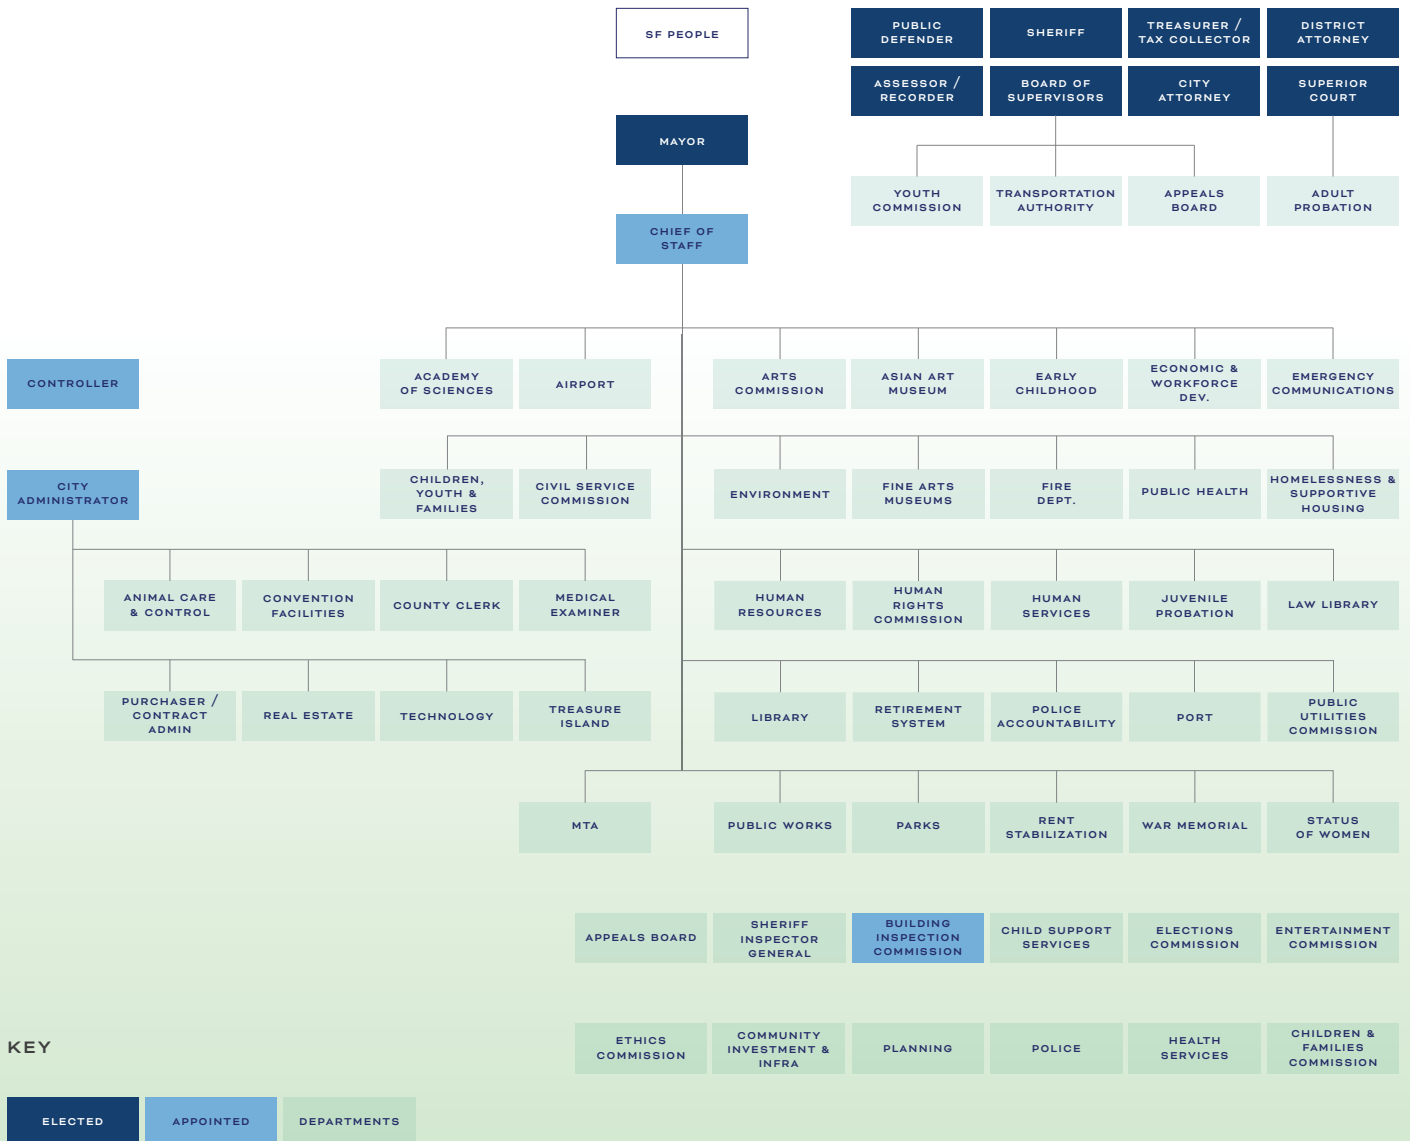 SF PEOPLE
PUBLIC
DEFENDER
SHERIFF
TREASURER /
TAX COLLECTOR
DISTRICT
ATTORNEY
ASSESSOR /
RECORDER
BOARD OF
SUPERVISORS
CITY
ATTORNEY
SUPERIOR
COURT
MAYOR
YOUTH
COMMISSION
TRANSPORTATION
AUTHORITY
APPEALS
BOARD
ADULT
PROBATION
CHIEF OF
STAFF
CONTROLLER
ACADEMY
OF SCIENCES
AIRPORT
ARTS
COMMISSION
ASIAN ART
MUSEUM
EARLY
CHILDHOOD
ECONOMIC &
WORKFORCE
DEV.
EMERGENCY
COMMUNICATIONS
CITY
ADMINISTRATOR
CHILDREN,
YOUTH &
FAMILIES
CIVIL SERVICE
COMMISSION
ENVIRONMENT
FINE ARTS
MUSEUMS
FIRE
DEPT.
PUBLIC HEALTH
HOMELESSNESS &
SUPPORTIVE
HOUSING
ANIMAL CARE
& CONTROL
CONVENTION
FACILITIES
COUNTY CLERK
MEDICAL
EXAMINER
HUMAN
RESOURCES
HUMAN
RIGHTS
COMMISSION
HUMAN
SERVICES
JUVENILE
PROBATION
LAW LIBRARY
PURCHASER /
CONTRACT
ADMIN
REAL ESTATE
TECHNOLOGY
TREASURE
ISLAND
LIBRARY
RETIREMENT
SYSTEM
POLICE
ACCOUNTABILITY
PORT
PUBLIC
UTILITIES
COMMISSION
MTA
PUBLIC WORKS
PARKS
RENT
STABILIZATION
WAR MEMORIAL
STATUS
OF WOMEN
APPEALS BOARD
SHERIFF
INSPECTOR
GENERAL
BUILDING
INSPECTION
COMMISSION
CHILD SUPPORT
SERVICES
ELECTIONS
COMMISSION
ENTERTAINMENT
COMMISSION
ETHICS
COMMISSION
COMMUNITY
INVESTMENT &
INFRA
PLANNING
POLICE
HEALTH
SERVICES
CHILDREN &
FAMILIES
COMMISSION
KEY
ELECTED
APPOINTED
DEPARTMENTS